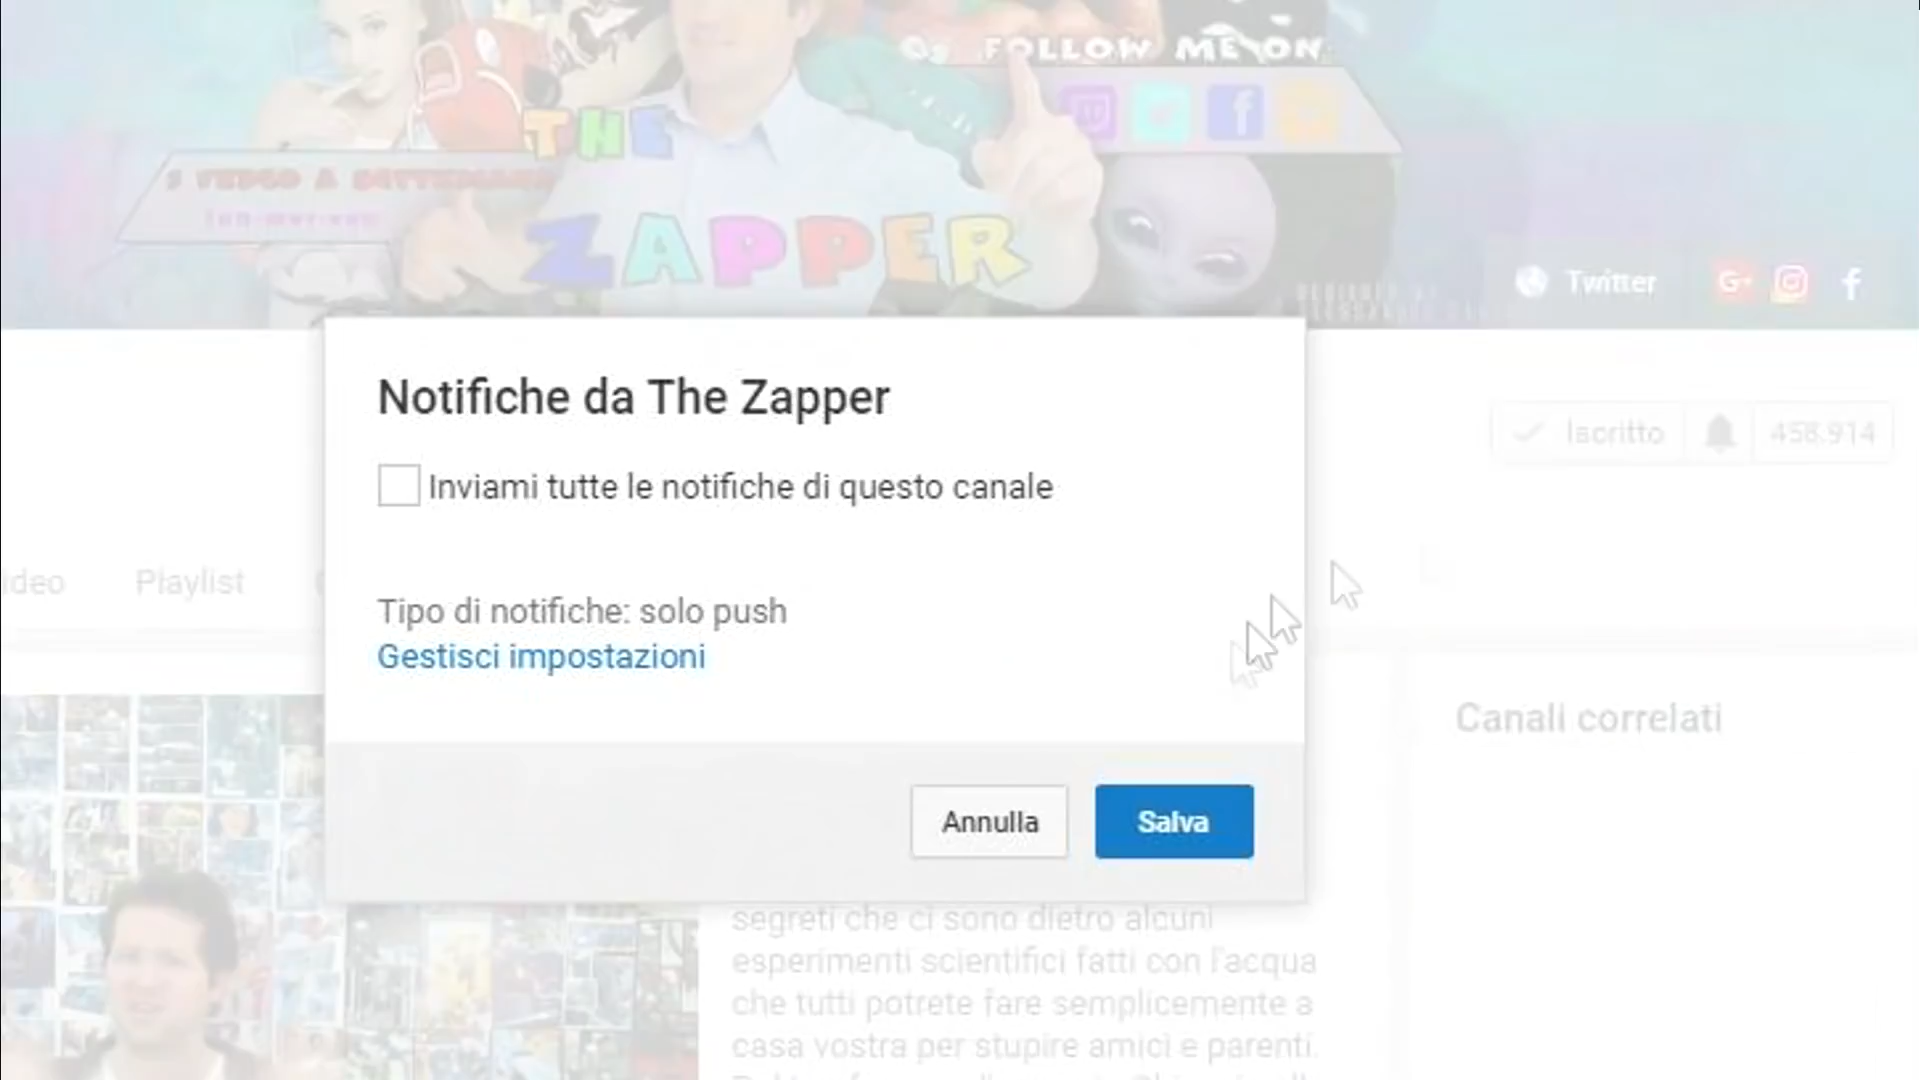 FOLLOW ME ON
THE
ZAPPER
Twitter
G+
Notifiche da The Zapper
Inviami tutte le notifiche di questo canale
Iscritto
458.914
ideo
Playlist
Tipo di notifiche: solo push
Gestisci impostazioni
Canali correlati
Annulla
Salva
segreti che ci sono dietro alcuni
esperimenti scientifici fatti con l'acqua
che tutti potrete fare semplicemente a
casa vostra per stupire amici e parenti.